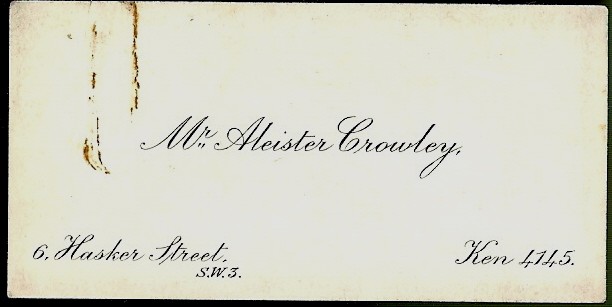 Mr. Aleister Crowley.
6, Hasker Street, Ken 4145.
S.W.3.